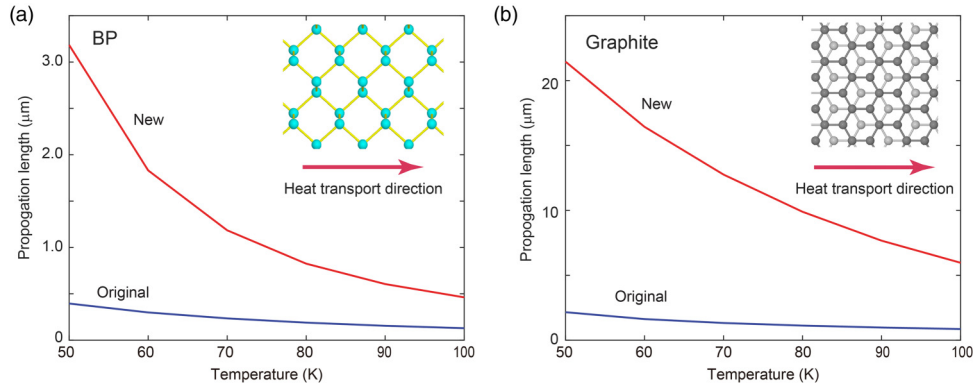 (a)
BP
3.0
2.0
1.0
0
Propogation length (μm)
New
Original
Heat transport direction
50 60 70 80 90 100
Temperature (K)
(b)
Graphite
20
10
0
Propogation length (μm)
New
Original
Heat transport direction
50 60 70 80 90 100
Temperature (K)